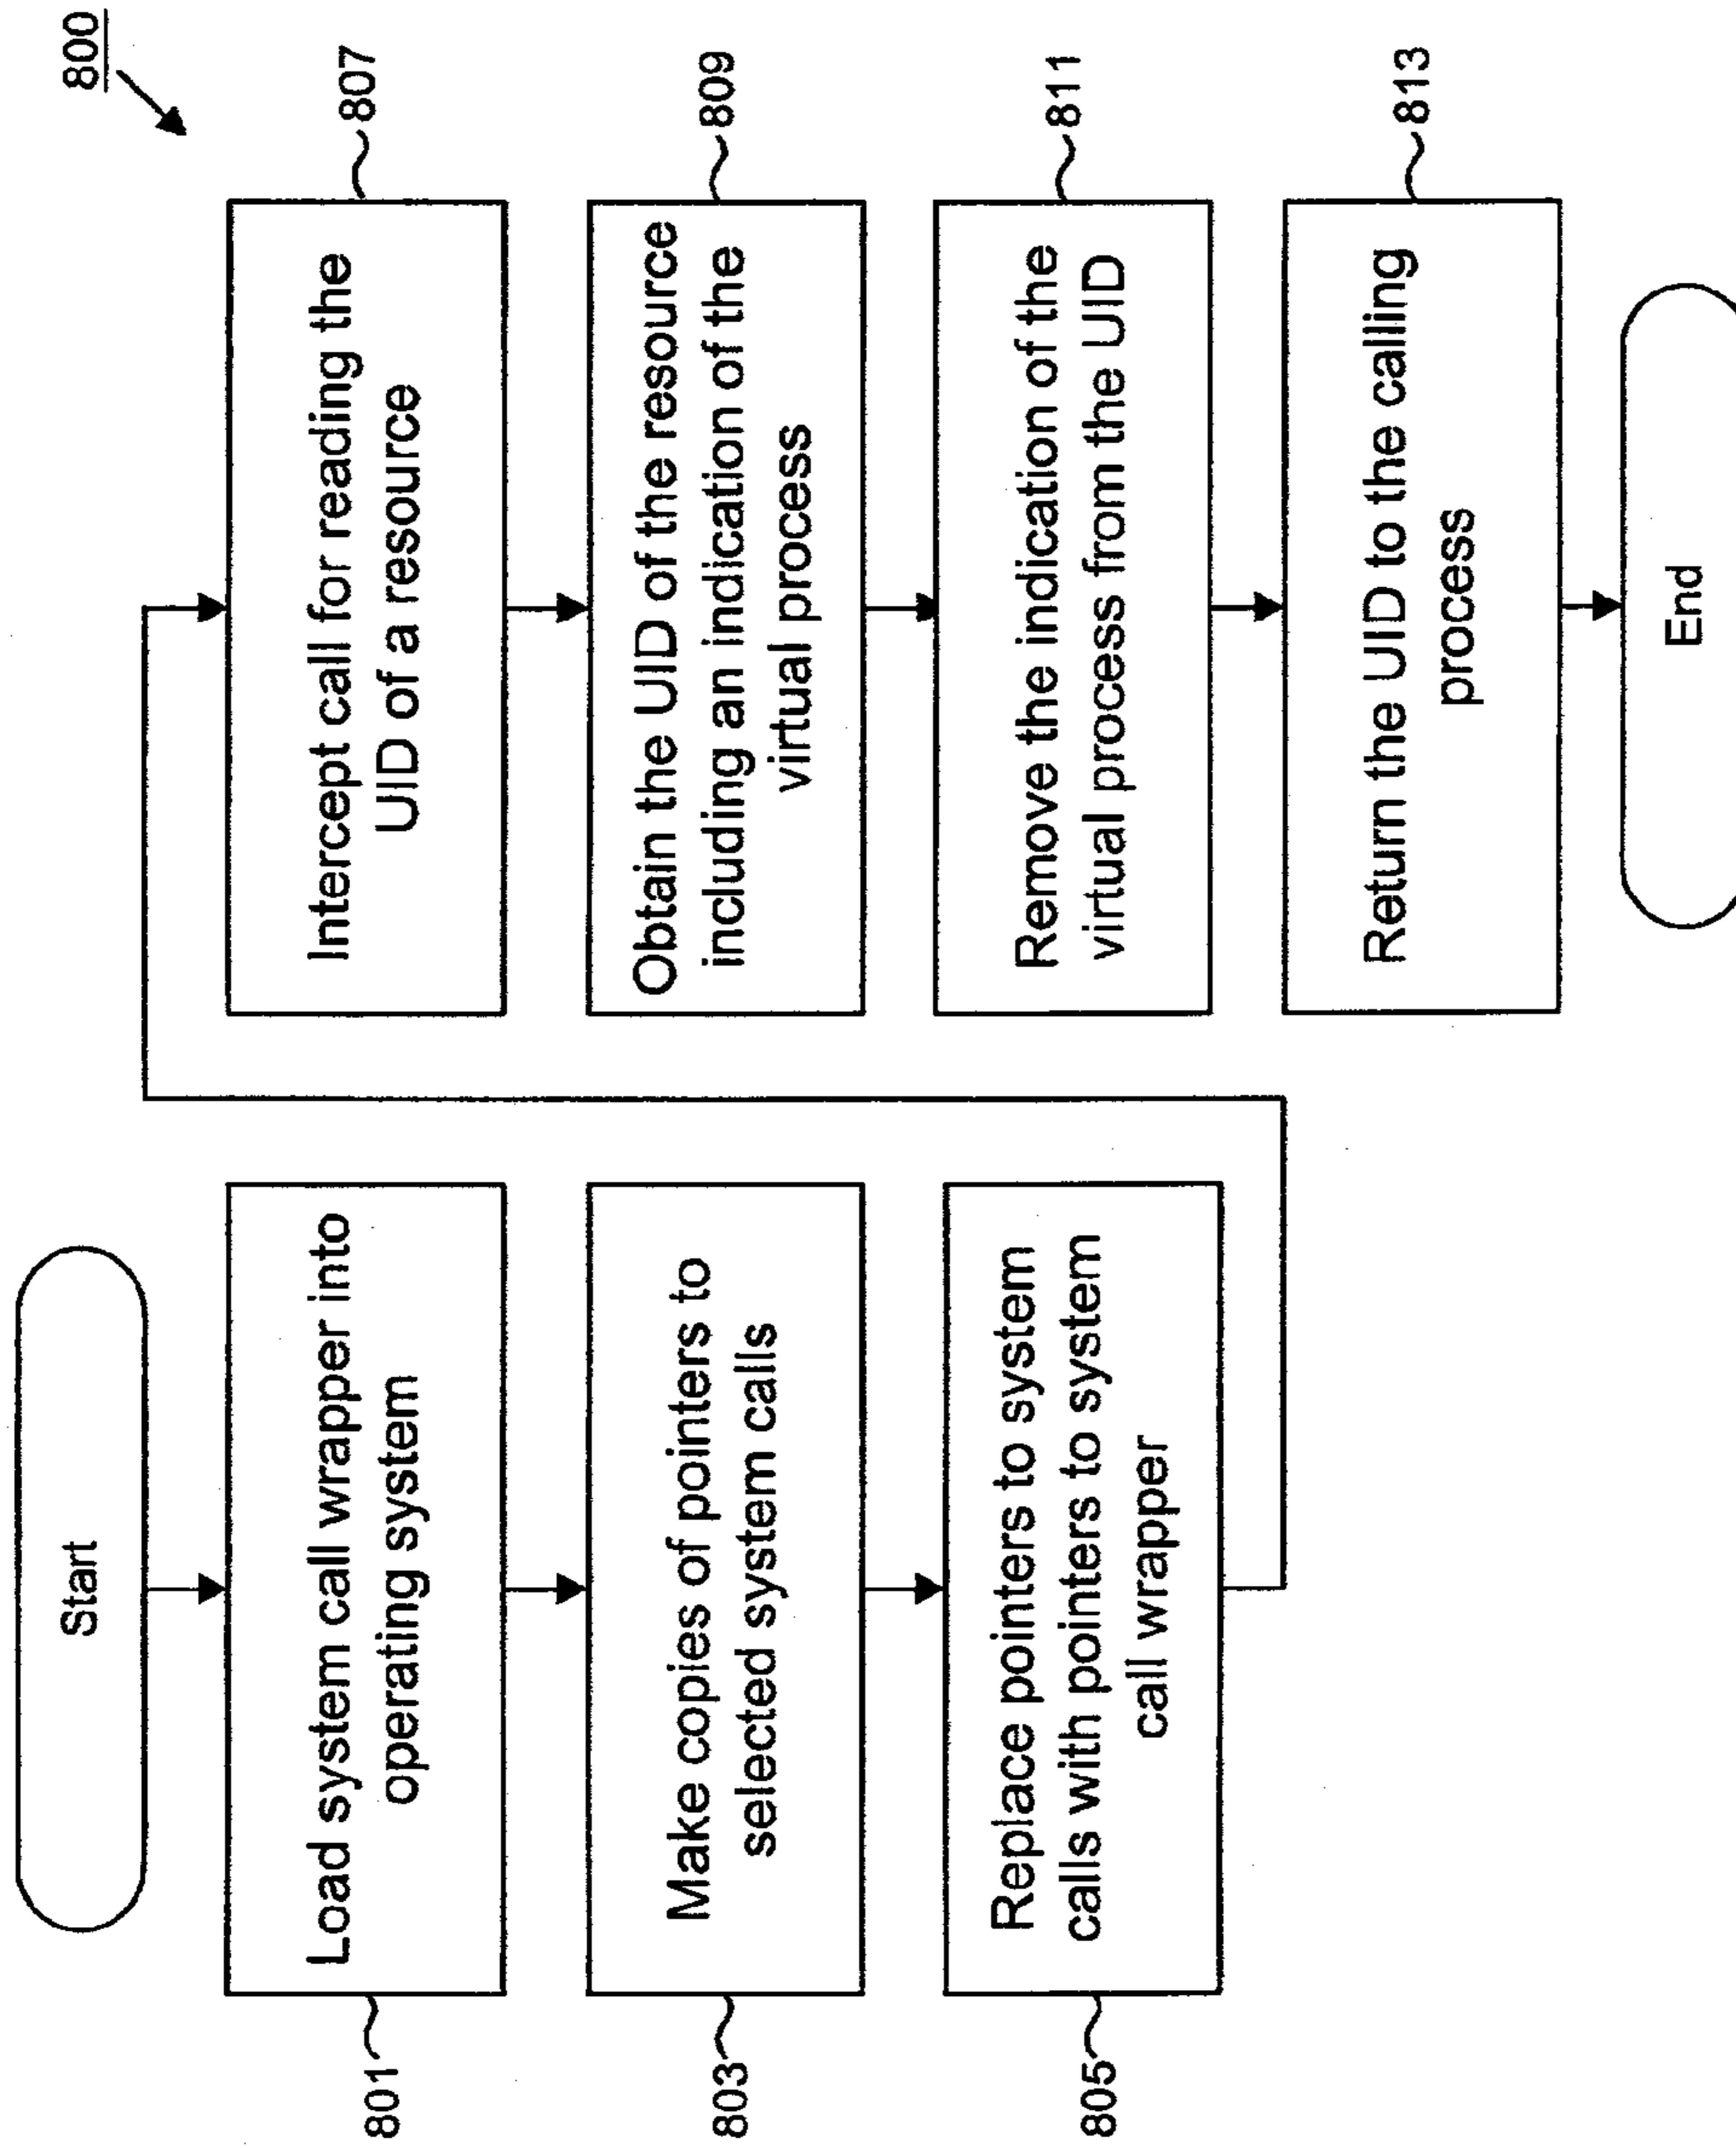 800
Start
801
Load system call wrapper into
operating system
803
Make copies of pointers to
selected system calls
805
Replace pointers to system
calls with pointers to system
call wrapper
807
Intercept call for reading the
UID of a resource
809
Obtain the UID of the resource
including an indication of the
virtual process
811
Remove the indication of the
virtual process from the UID
813
Return the UID to the calling
process
End